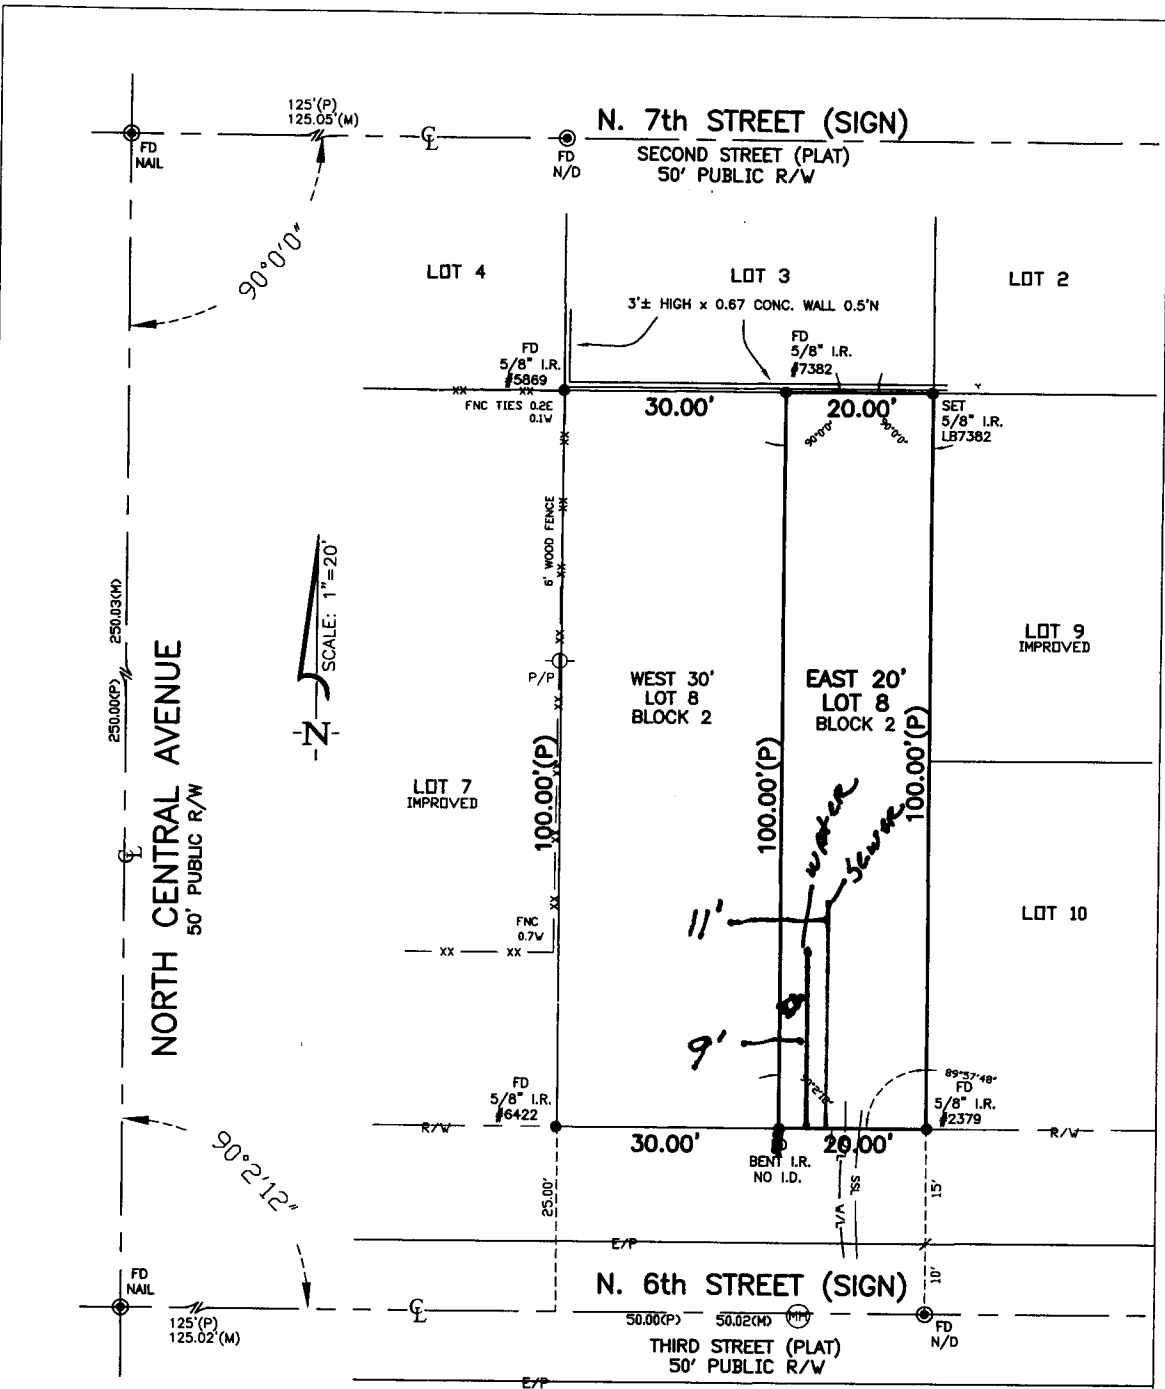 125'(P)
125.05'(M)
N. 7th STREET (SIGN)
FD
NAIL
FD
N/D
SECOND STREET (PLAT)
50' PUBLIC R/W
90°0'0"
LOT 4
LOT 3
LOT 2
3'± HIGH x 0.67 CONC. WALL 0.5'N
FD
5/8" I.R.
#5869
FD
5/8" I.R.
#7382
XX XX
FNC TIES 0.2E
0.1W
30.00'
20.00'
90°0'0"
90°0'0"
SET
5/8" I.R.
LB7382
6' WOOD FENCE
SCALE: 1"=20'
N
P/P
250.00(P) 250.03(M)
NORTH CENTRAL AVENUE
50' PUBLIC R/W
LOT 7
IMPROVED
WEST 30'
LOT 8
BLOCK 2
EAST 20'
LOT 8
BLOCK 2
LOT 9
IMPROVED
100.00'(P)
100.00'(P)
100.00'(P)
WATER
SEWER
11'
9'
LOT 10
FNC
0.7W
XX XX
FD
5/8" I.R.
#6422
89°57'48"
FD
5/8" I.R.
#2379
R/W
30.00'
20.00'
R/W
BENT I.R.
NO I.D.
90°2'12"
25.00'
W/L
SSL
15'
E/P
10'
N. 6th STREET (SIGN)
FD
NAIL
125'(P)
125.02'(M)
50.00(P) 50.02(M) MH
FD
N/D
THIRD STREET (PLAT)
50' PUBLIC R/W
E/P